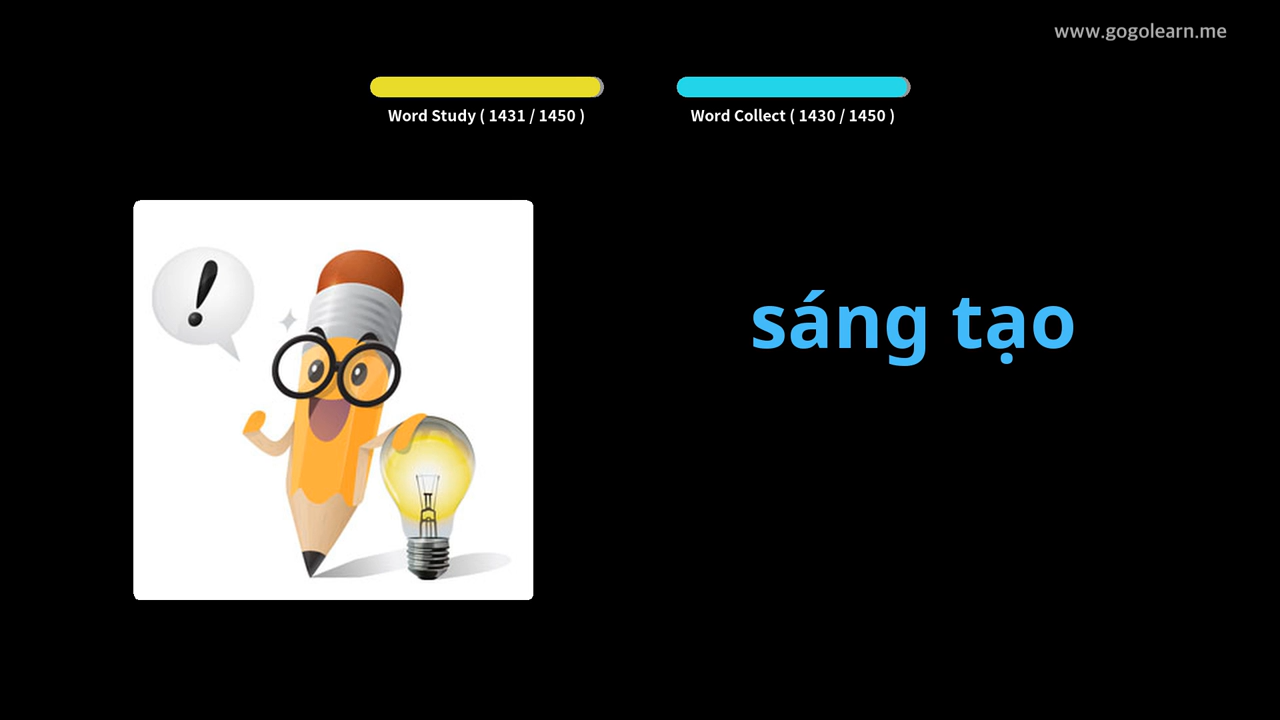 www.gogolearn.me
Word Study ( 1431 / 1450 )
Word Collect ( 1430 / 1450 )
!
sáng tạo